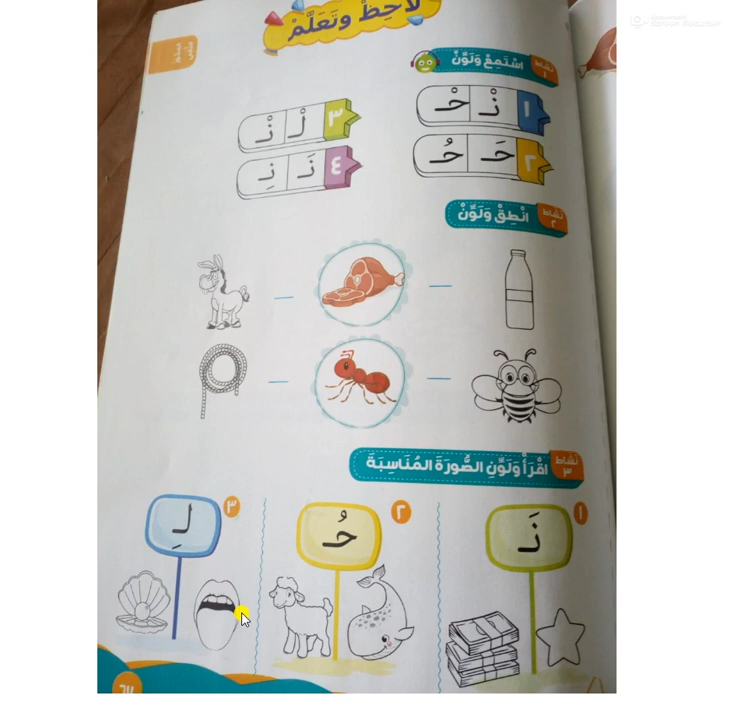 لَاحِظْ وَتَعَلَّمْ
نشاط ١ اسْتَمِعْ وَلَوِّنْ
١ نْـ حْـ
٢ حَـ حُـ
٣ لْـ نْـ
٤ نَـ نِـ
نشاط ٢ انْطِقْ وَلَوِّنْ
نشاط ٣ اقْرَأْ وَلَوِّنِ الصُّورَةَ الْمُنَاسِبَةَ
١ نَـ
٢ حُـ
٣ لِـ
٦٧